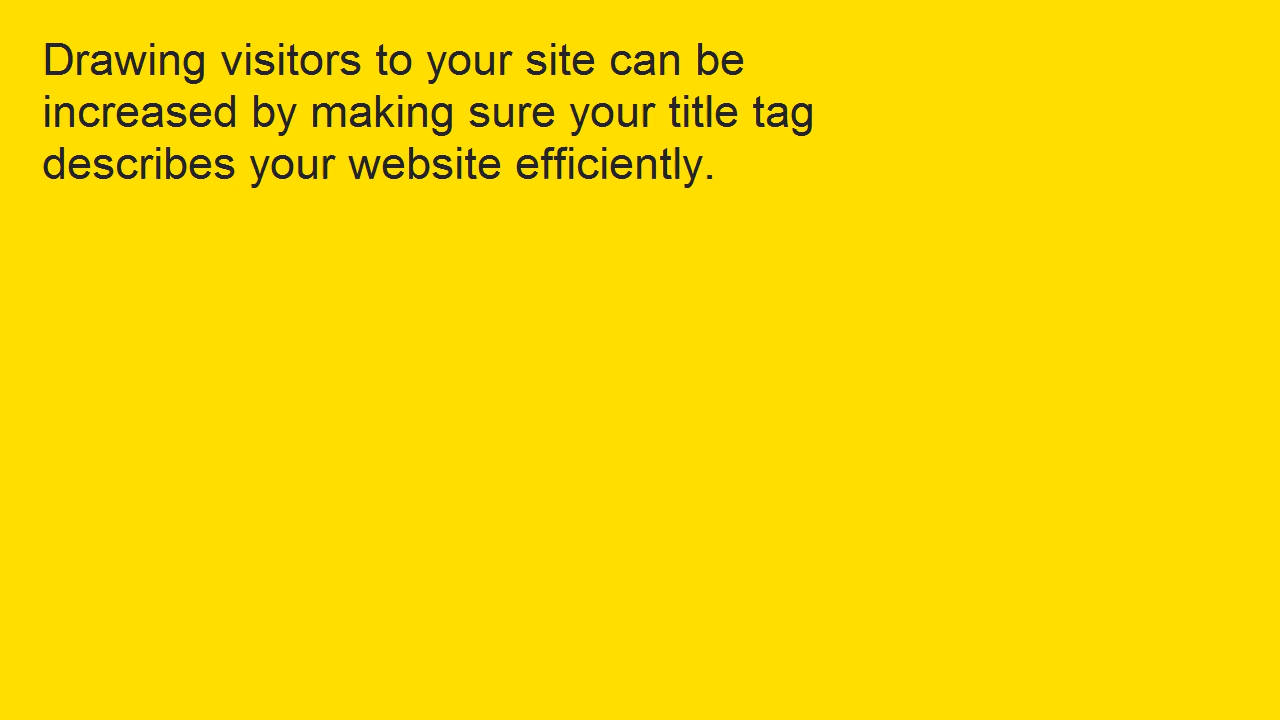 Drawing visitors to your site can be
increased by making sure your title tag
describes your website efficiently.